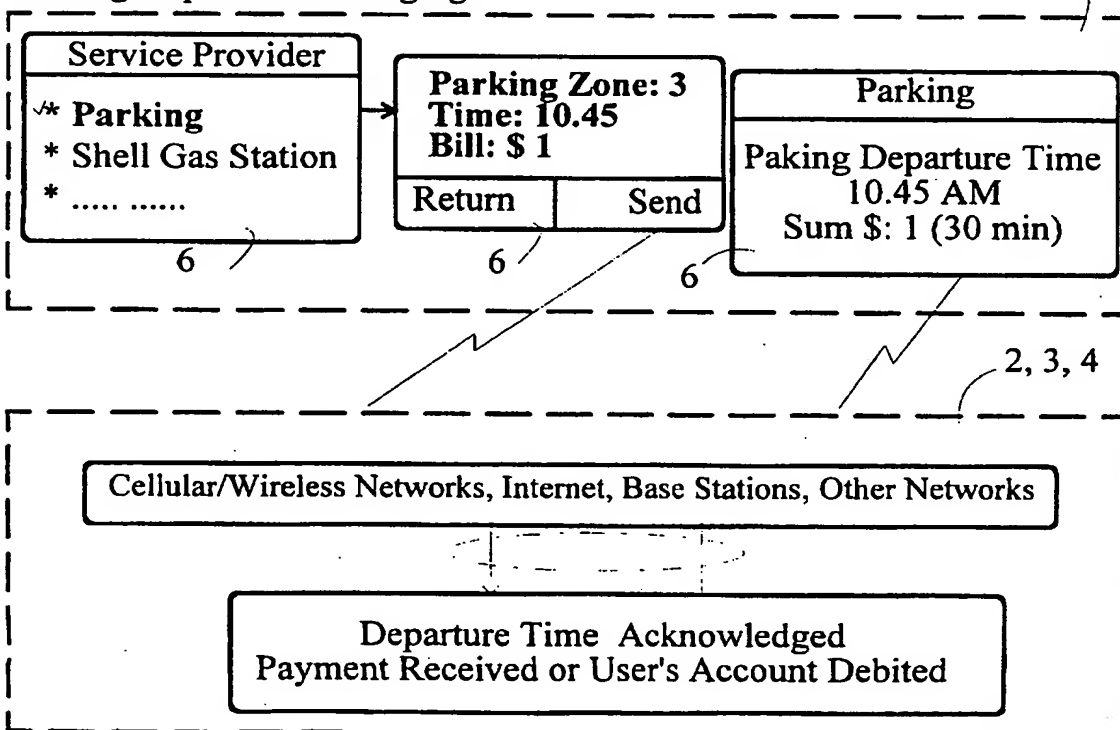 Service Provider
* Parking
* Shell Gas Station
* ..... ......
6
Parking Zone: 3
Time: 10.45
Bill: $ 1
Return Send
6
Parking
Paking Departure Time
10.45 AM
Sum $: 1 (30 min)
6
2, 3, 4
Cellular/Wireless Networks, Internet, Base Stations, Other Networks
Departure Time Acknowledged
Payment Received or User's Account Debited